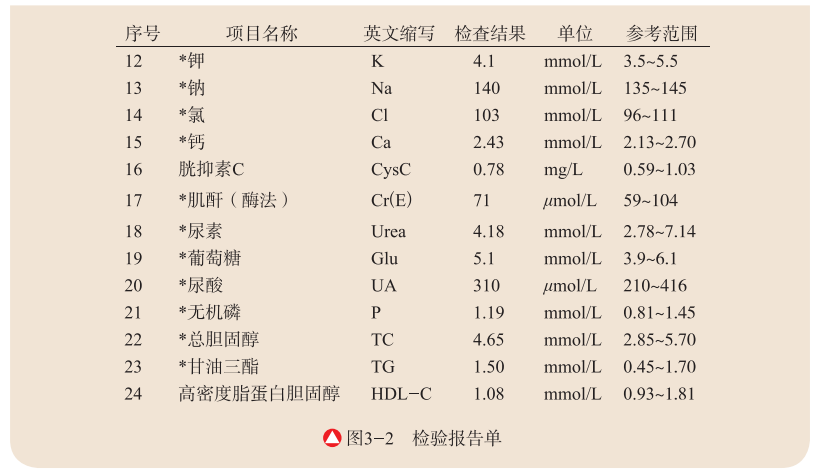 序号 项目名称 英文缩写 检查结果 单位 参考范围
12 *钾 K 4.1 mmol/L 3.5~5.5
13 *钠 Na 140 mmol/L 135~145
14 *氯 Cl 103 mmol/L 96~111
15 *钙 Ca 2.43 mmol/L 2.13~2.70
16 胱抑素C CysC 0.78 mg/L 0.59~1.03
17 *肌酐（酶法） Cr(E) 71 μmol/L 59~104
18 *尿素 Urea 4.18 mmol/L 2.78~7.14
19 *葡萄糖 Glu 5.1 mmol/L 3.9~6.1
20 *尿酸 UA 310 μmol/L 210~416
21 *无机磷 P 1.19 mmol/L 0.81~1.45
22 *总胆固醇 TC 4.65 mmol/L 2.85~5.70
23 *甘油三酯 TG 1.50 mmol/L 0.45~1.70
24 高密度脂蛋白胆固醇 HDL−C 1.08 mmol/L 0.93~1.81
图3−2 检验报告单